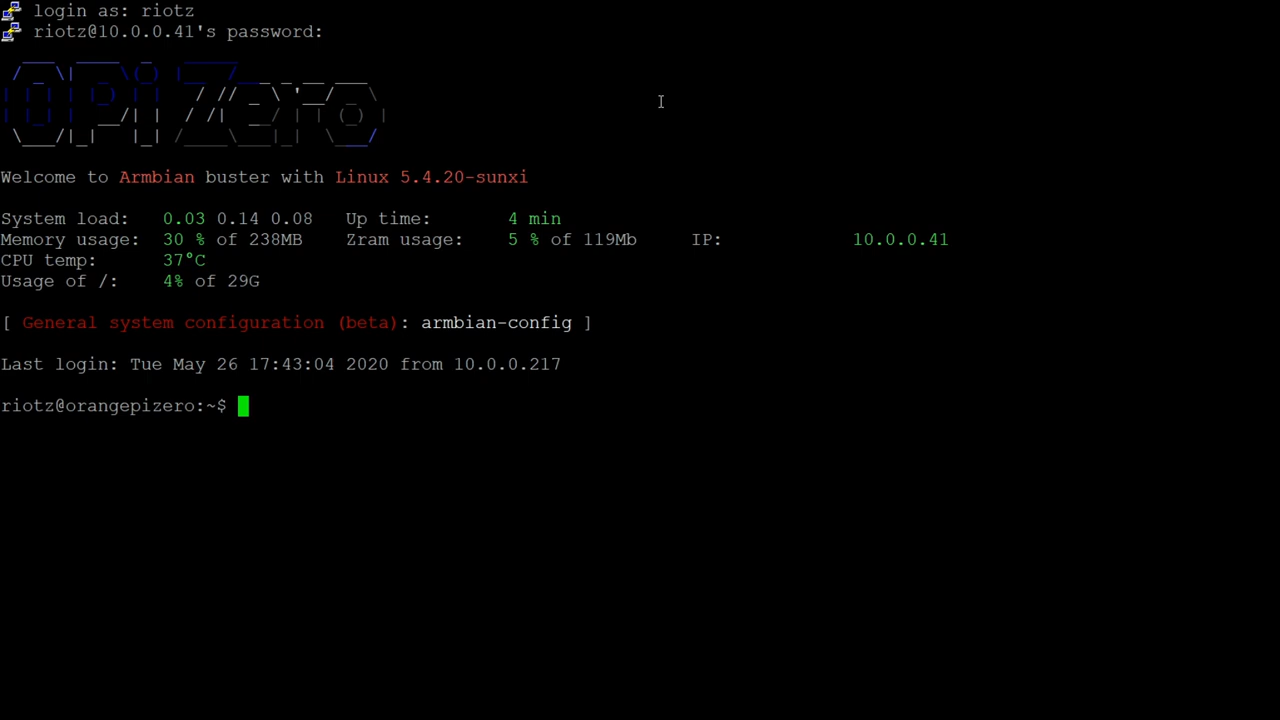 login as: riotz
riotz@10.0.0.41's password:
OPi Zero
Welcome to Armbian buster with Linux 5.4.20-sunxi
System load: 0.03 0.14 0.08 Up time: 4 min
Memory usage: 30 % of 238MB Zram usage: 5 % of 119Mb IP: 10.0.0.41
CPU temp: 37°C
Usage of /: 4% of 29G
[ General system configuration (beta): armbian-config ]
Last login: Tue May 26 17:43:04 2020 from 10.0.0.217
riotz@orangepizero:~$